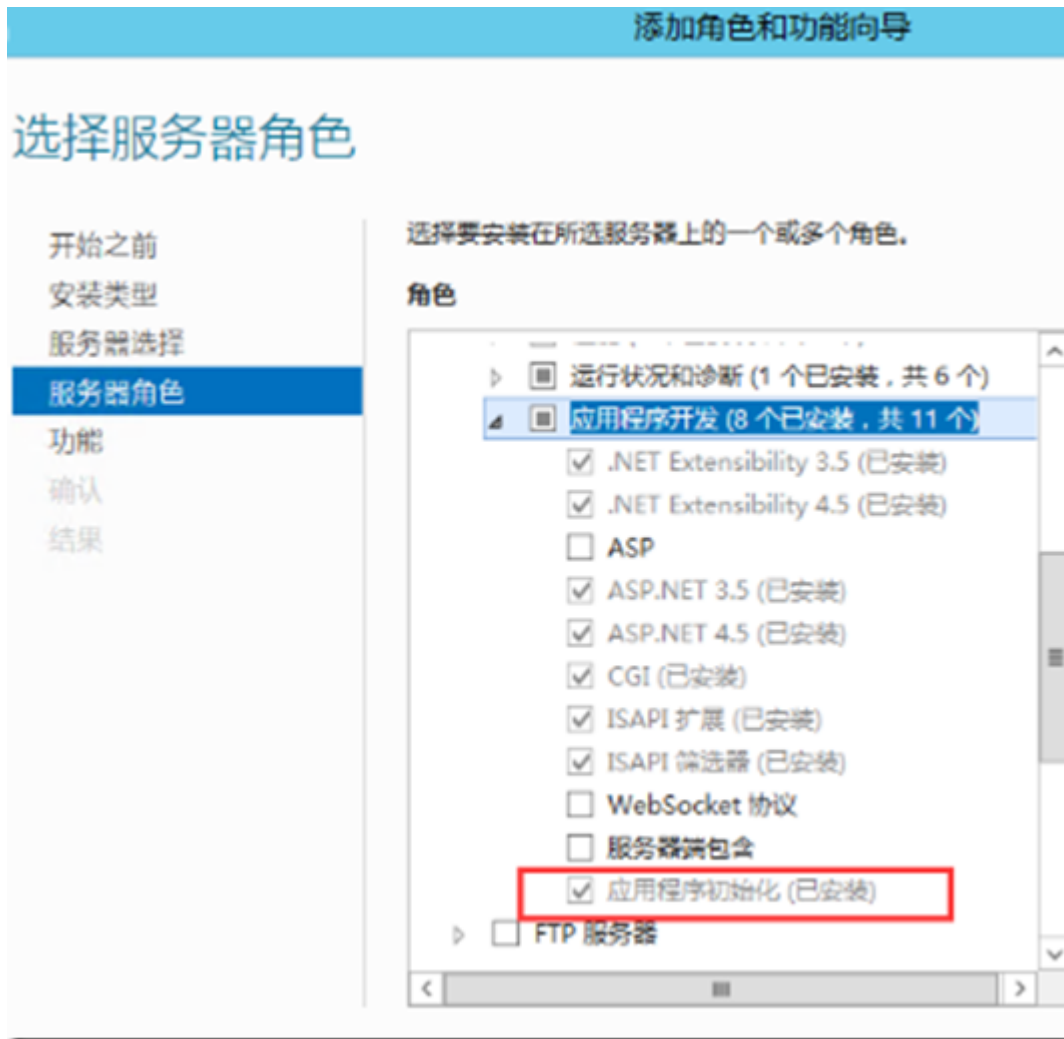 添加角色和功能向导
选择服务器角色
开始之前
安装类型
服务器选择
服务器角色
功能
确认
结果
选择要安装在所选服务器上的一个或多个角色。
角色
运行状况和诊断 (1 个已安装，共 6 个)
应用程序开发 (8 个已安装，共 11 个)
.NET Extensibility 3.5 (已安装)
.NET Extensibility 4.5 (已安装)
ASP
ASP.NET 3.5 (已安装)
ASP.NET 4.5 (已安装)
CGI (已安装)
ISAPI 扩展 (已安装)
ISAPI 筛选器 (已安装)
WebSocket 协议
服务器端包含
应用程序初始化 (已安装)
FTP 服务器